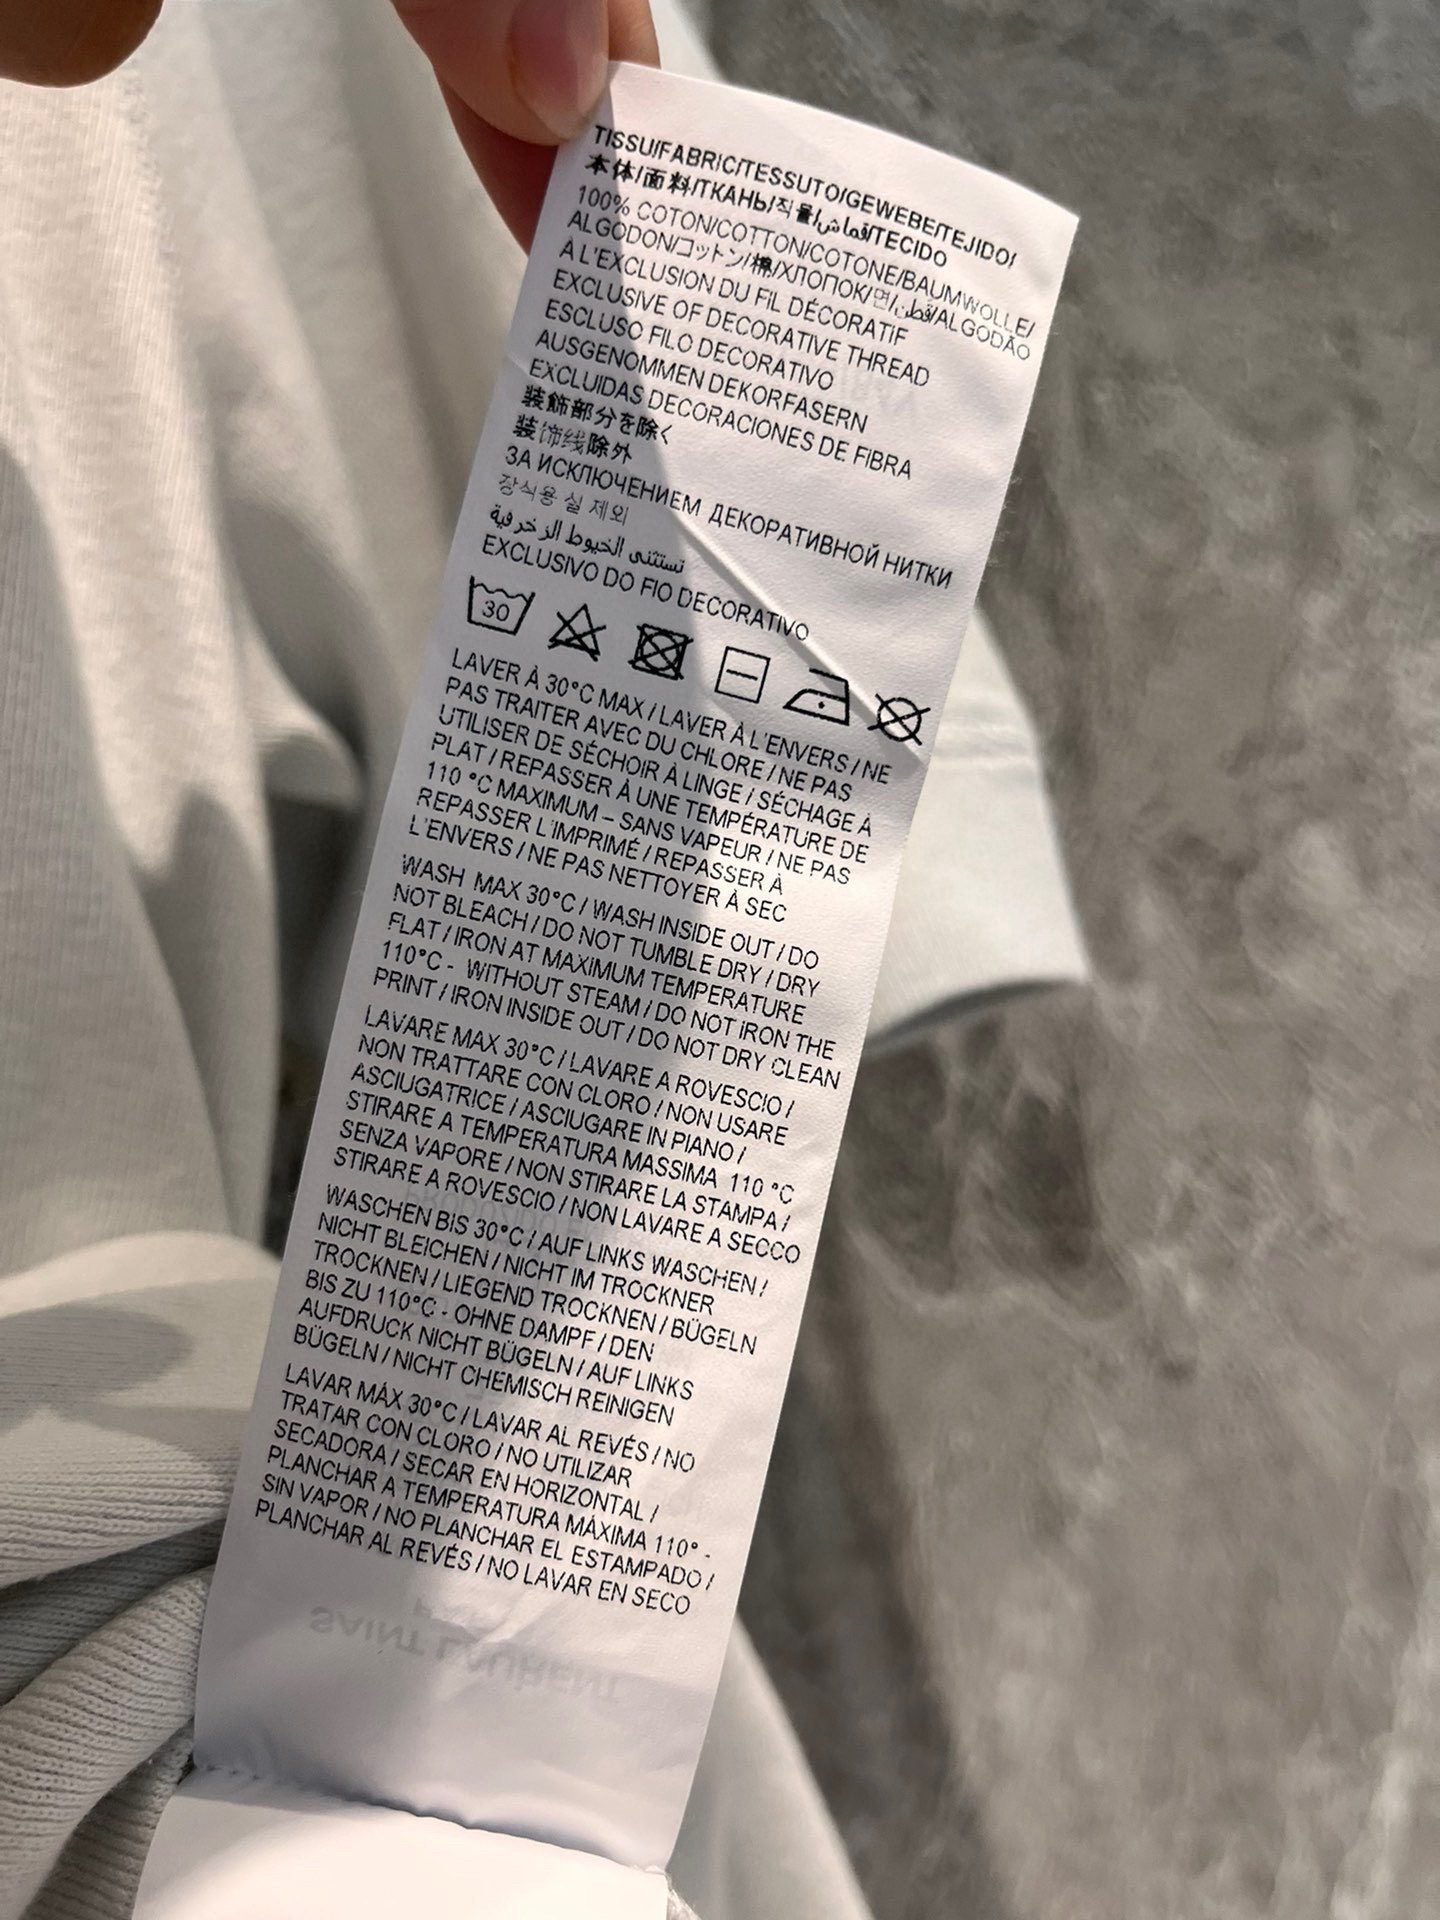 TISSU/FABRIC/TESSUTO/GEWEBE/TEJIDO/
本体/面料/ТКАНЬ/직물/قماش/TECIDO
100% COTON/COTTON/COTONE/BAUMWOLLE/
ALGODON/コットン/棉/ХЛОПОК/면/قطن/ALGODÃO
À L'EXCLUSION DU FIL DÉCORATIF
EXCLUSIVE OF DECORATIVE THREAD
ESCLUSO FILO DECORATIVO
AUSGENOMMEN DEKORFASERN
EXCLUIDAS DECORACIONES DE FIBRA
装飾部分を除く
装饰线除外
ЗА ИСКЛЮЧЕНИЕМ ДЕКОРАТИВНОЙ НИТКИ
장식용 실 제외
تستثنى الخيوط الزخرفية
EXCLUSIVO DO FIO DECORATIVO
30
LAVER À 30°C MAX / LAVER À L'ENVERS / NE
PAS TRAITER AVEC DU CHLORE / NE PAS
UTILISER DE SÉCHOIR À LINGE / SÉCHAGE À
PLAT / REPASSER À UNE TEMPÉRATURE DE
110 °C MAXIMUM – SANS VAPEUR / NE PAS
REPASSER L'IMPRIMÉ / REPASSER À
L'ENVERS / NE PAS NETTOYER À SEC
WASH MAX 30°C / WASH INSIDE OUT / DO
NOT BLEACH / DO NOT TUMBLE DRY / DRY
FLAT / IRON AT MAXIMUM TEMPERATURE
110°C - WITHOUT STEAM / DO NOT IRON THE
PRINT / IRON INSIDE OUT / DO NOT DRY CLEAN
LAVARE MAX 30°C / LAVARE A ROVESCIO /
NON TRATTARE CON CLORO / NON USARE
ASCIUGATRICE / ASCIUGARE IN PIANO /
STIRARE A TEMPERATURA MASSIMA 110 °C
SENZA VAPORE / NON STIRARE LA STAMPA /
STIRARE A ROVESCIO / NON LAVARE A SECCO
WASCHEN BIS 30°C / AUF LINKS WASCHEN /
NICHT BLEICHEN / NICHT IM TROCKNER
TROCKNEN / LIEGEND TROCKNEN / BÜGELN
BIS ZU 110°C - OHNE DAMPF / DEN
AUFDRUCK NICHT BÜGELN / AUF LINKS
BÜGELN / NICHT CHEMISCH REINIGEN
LAVAR MÁX 30°C / LAVAR AL REVÉS / NO
TRATAR CON CLORO / NO UTILIZAR
SECADORA / SECAR EN HORIZONTAL /
PLANCHAR A TEMPERATURA MÁXIMA 110° -
SIN VAPOR / NO PLANCHAR EL ESTAMPADO /
PLANCHAR AL REVÉS / NO LAVAR EN SECO
SAINT LAURENT